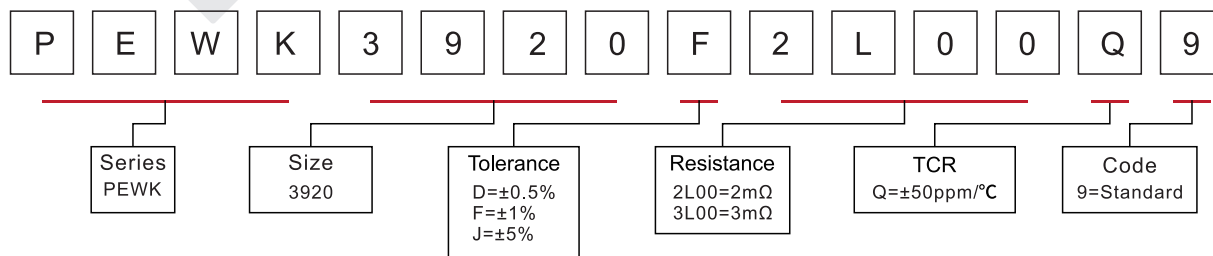 P E W K 3 9 2 0 F 2 L 0 0 Q 9
Series
PEWK
Size
3920
Tolerance
D=±0.5%
F=±1%
J=±5%
Resistance
2L00=2mΩ
3L00=3mΩ
TCR
Q=±50ppm/℃
Code
9=Standard